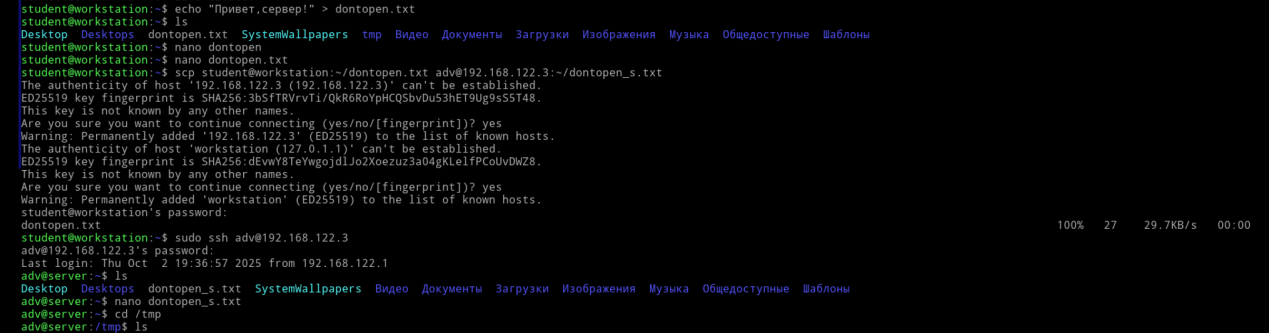 student@workstation:~$ echo "Привет,сервер!" > dontopen.txt
student@workstation:~$ ls
Desktop  Desktops  dontopen.txt  SystemWallpapers  tmp  Видео  Документы  Загрузки  Изображения  Музыка  Общедоступные  Шаблоны
student@workstation:~$ nano dontopen
student@workstation:~$ nano dontopen.txt
student@workstation:~$ scp student@workstation:~/dontopen.txt adv@192.168.122.3:~/dontopen_s.txt
The authenticity of host '192.168.122.3 (192.168.122.3)' can't be established.
ED25519 key fingerprint is SHA256:3bSfTRVrvTi/QkR6RoYpHCQSbvDu53hET9Ug9sS5T48.
This key is not known by any other names.
Are you sure you want to continue connecting (yes/no/[fingerprint])? yes
Warning: Permanently added '192.168.122.3' (ED25519) to the list of known hosts.
The authenticity of host 'workstation (127.0.1.1)' can't be established.
ED25519 key fingerprint is SHA256:dEvwY8TeYwgojdlJo2Xoezuz3aO4gKLelfPCoUvDWZ8.
This key is not known by any other names.
Are you sure you want to continue connecting (yes/no/[fingerprint])? yes
Warning: Permanently added 'workstation' (ED25519) to the list of known hosts.
student@workstation's password:
dontopen.txt 100% 27 29.7KB/s 00:00
student@workstation:~$ sudo ssh adv@192.168.122.3
adv@192.168.122.3's password:
Last login: Thu Oct  2 19:36:57 2025 from 192.168.122.1
adv@server:~$ ls
Desktop  Desktops  dontopen_s.txt  SystemWallpapers  Видео  Документы  Загрузки  Изображения  Музыка  Общедоступные  Шаблоны
adv@server:~$ nano dontopen_s.txt
adv@server:~$ cd /tmp
adv@server:/tmp$ ls